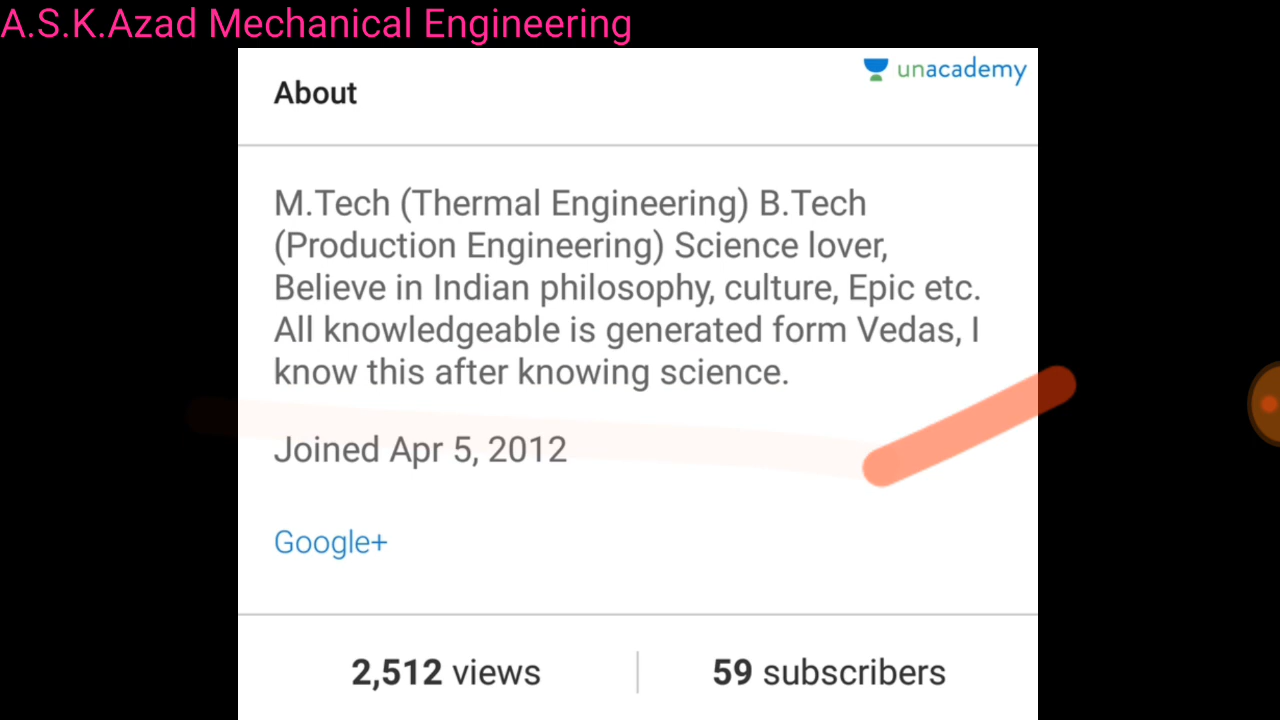 A.S.K.Azad Mechanical Engineering
unacademy
About
M.Tech (Thermal Engineering) B.Tech
(Production Engineering) Science lover,
Believe in Indian philosophy, culture, Epic etc.
All knowledgeable is generated form Vedas, I
know this after knowing science.
Joined Apr 5, 2012
Google+
2,512 views
59 subscribers